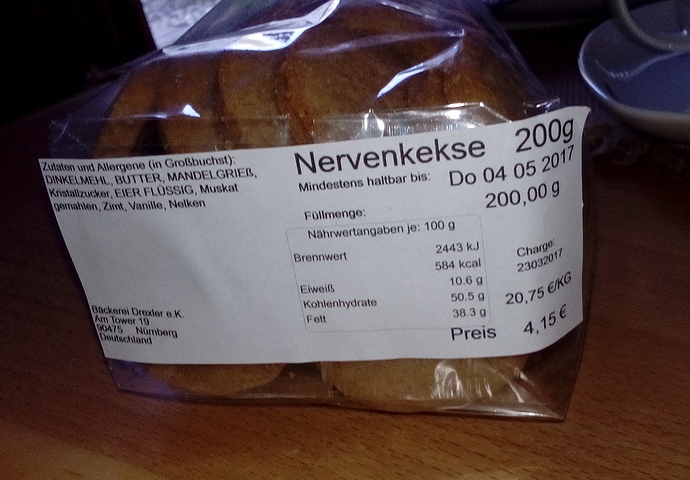 Zutaten und Allergene (in Großbuchst):
DINKELMEHL, BUTTER, MANDELGRIEß,
Kristallzucker, EIER FLÜSSIG, Muskat
gemahlen, Zimt, Vanille, Nelken
Bäckerei Drexler e.K.
Am Tower 19
90475 Nürnberg
Deutschland
Nervenkekse 200g
Mindestens haltbar bis: Do 04 05 2017
Füllmenge: 200,00 g
Nährwertangaben je: 100 g
Brennwert 2443 kJ
584 kcal
Eiweiß 10.6 g
Kohlenhydrate 50.5 g
Fett 38.3 g
Charge:
23032017
20,75 €/KG
Preis 4,15 €